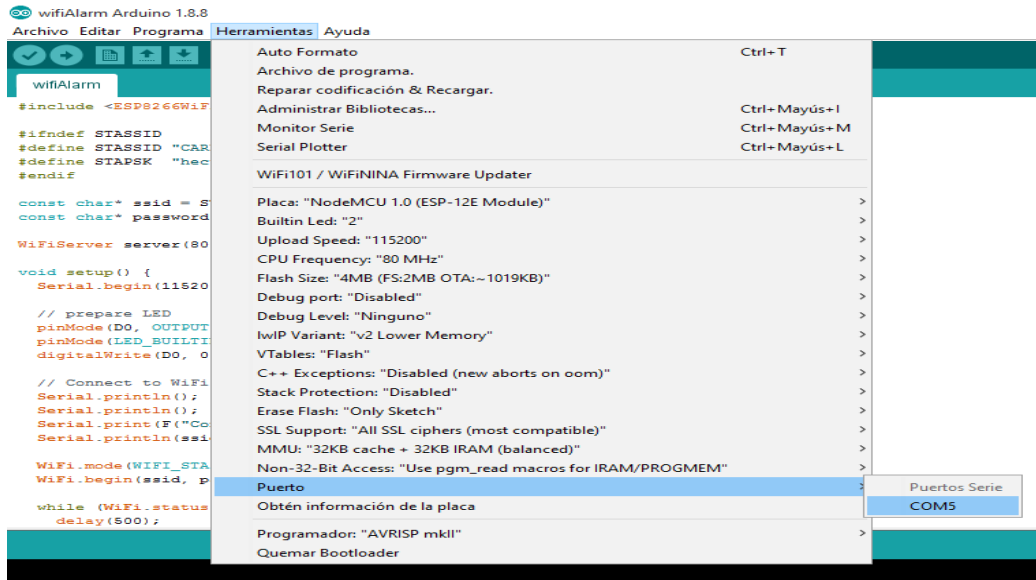 wifiAlarm Arduino 1.8.8
Archivo Editar Programa Herramientas Ayuda
wifiAlarm
#include <ESP8266WiF
#ifndef STASSID
#define STASSID "CAR
#define STAPSK "hec
#endif
const char* ssid = S
const char* password
WiFiServer server(80
void setup() {
Serial.begin(11520
// prepare LED
pinMode(D0, OUTPUT
pinMode(LED_BUILTI
digitalWrite(D0, 0
// Connect to WiFi
Serial.println();
Serial.println();
Serial.print(F("Co
Serial.println(ssi
WiFi.mode(WIFI_STA
WiFi.begin(ssid, p
while (WiFi.status
delay(500);
Auto Formato Ctrl+T
Archivo de programa.
Reparar codificación & Recargar.
Administrar Bibliotecas... Ctrl+Mayús+I
Monitor Serie Ctrl+Mayús+M
Serial Plotter Ctrl+Mayús+L
WiFi101 / WiFiNINA Firmware Updater
Placa: "NodeMCU 1.0 (ESP-12E Module)"
Builtin Led: "2"
Upload Speed: "115200"
CPU Frequency: "80 MHz"
Flash Size: "4MB (FS:2MB OTA:~1019KB)"
Debug port: "Disabled"
Debug Level: "Ninguno"
lwIP Variant: "v2 Lower Memory"
VTables: "Flash"
C++ Exceptions: "Disabled (new aborts on oom)"
Stack Protection: "Disabled"
Erase Flash: "Only Sketch"
SSL Support: "All SSL ciphers (most compatible)"
MMU: "32KB cache + 32KB IRAM (balanced)"
Non-32-Bit Access: "Use pgm_read macros for IRAM/PROGMEM"
Puerto
Obtén información de la placa
Programador: "AVRISP mkII"
Quemar Bootloader
Puertos Serie
COM5